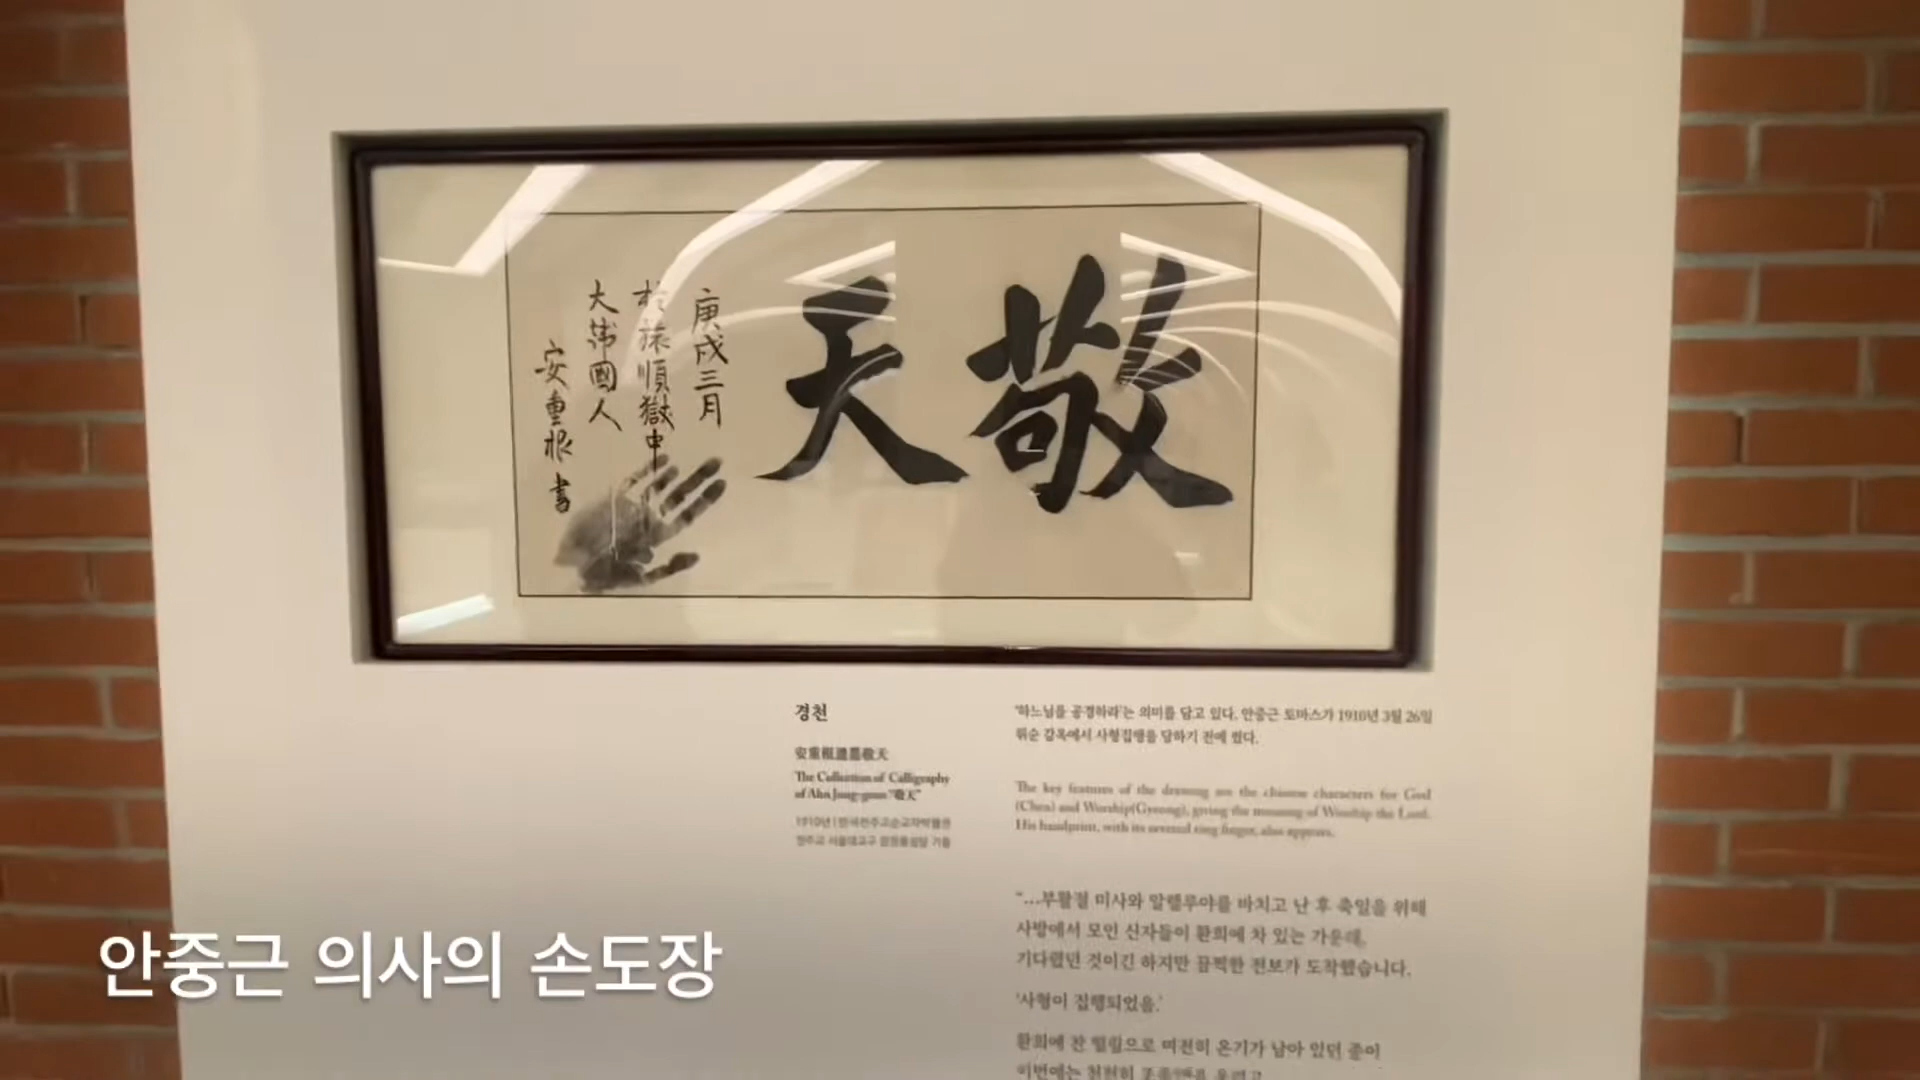 敬天
庚戌三月
於旅順獄中
大韓國人
安重根 書
경천
安重根遺墨敬天
The Collection of Calligraphy
of Ahn Jung-geun "敬天"
'하느님을 공경하라'는 의미를 담고 있다. 안중근 토마스가 1910년 3월 26일
뤼순 감옥에서 사형집행을 당하기 전에 썼다.
The key features of the drawing are the chinese characters for God
(Cheu) and Worship(Gyeong), giving the meaning of Worship the Lord.
His handprint, with its severed ring finger, also appears.
"...부활절 미사와 알렐루야를 바치고 난 후 축일을 위해
사방에서 모인 신자들이 환희에 차 있는 가운데,
기다렸던 것이긴 하지만 끔찍한 전보가 도착했습니다.
'사형이 집행되었음.'
환희에 찬 떨림으로 여전히 온기가 남아 있던 종이
이번에는 천천히
안중근 의사의 손도장